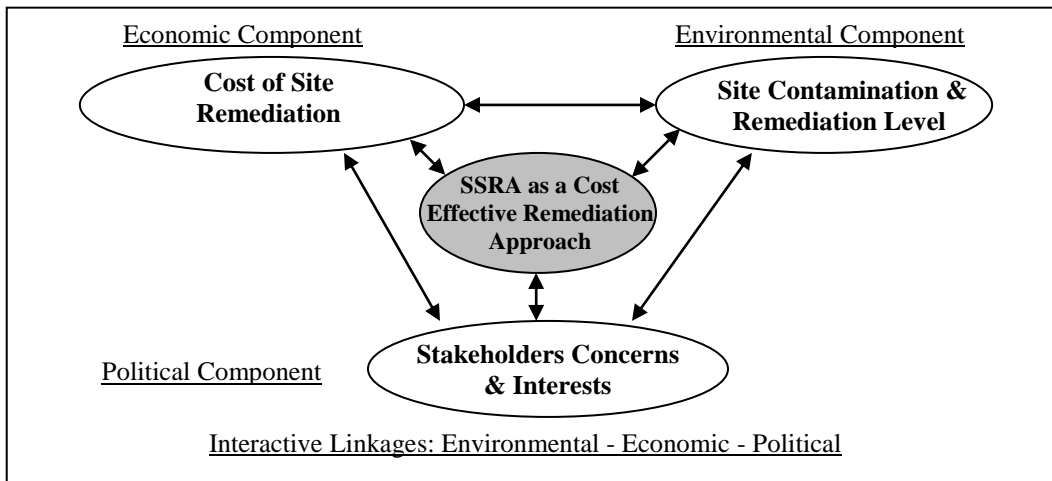 Economic Component
Environmental Component
Cost of Site
Remediation
Site Contamination &
Remediation Level
SSRA as a Cost
Effective Remediation
Approach
Stakeholders Concerns
& Interests
Political Component
Interactive Linkages: Environmental - Economic - Political